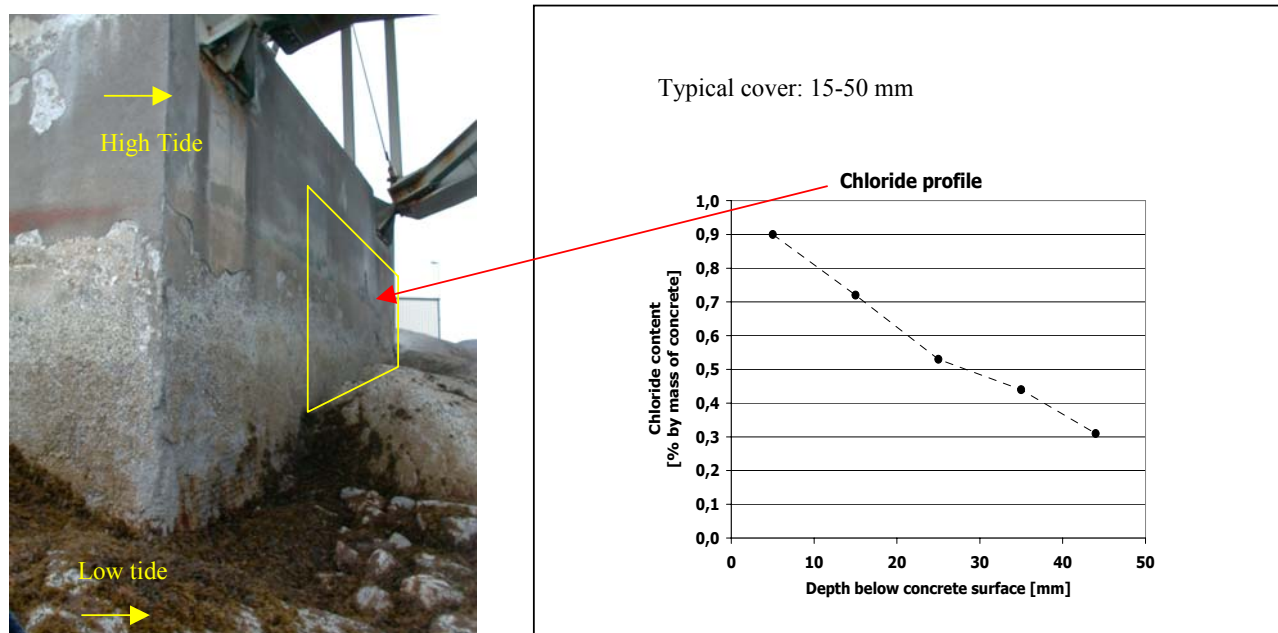 High Tide
Low tide
Typical cover: 15-50 mm
Chloride profile
Chloride content
[% by mass of concrete]
1,0
0,9
0,8
0,7
0,6
0,5
0,4
0,3
0,2
0,1
0,0
0 10 20 30 40 50
Depth below concrete surface [mm]